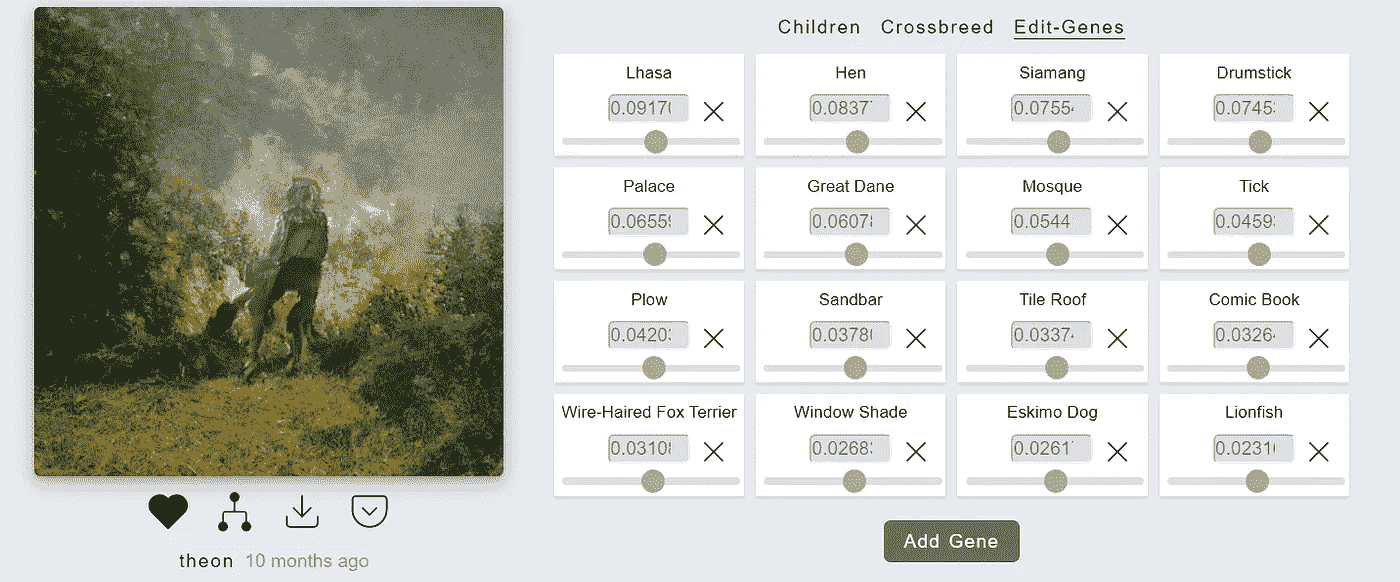 Children Crossbreed Edit-Genes
Lhasa Hen Siamang Drumstick
0.0917 0.0837 0.0755 0.0745
Palace Great Dane Mosque Tick
0.0655 0.0607 0.0544 0.0459
Plow Sandbar Tile Roof Comic Book
0.0420 0.0378 0.0337 0.0326
Wire-Haired Fox Terrier Window Shade Eskimo Dog Lionfish
0.0310 0.0268 0.0261 0.0231
Add Gene
theon 10 months ago